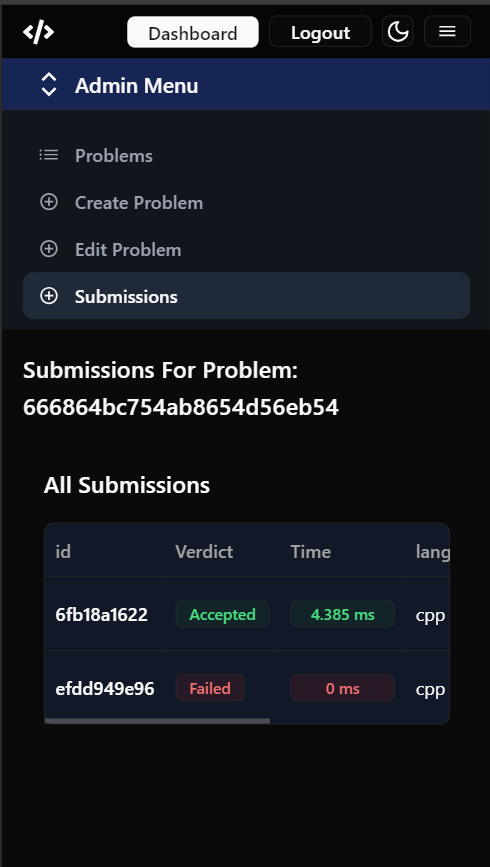 </>
Dashboard Logout
Admin Menu
Problems
Create Problem
Edit Problem
Submissions
Submissions For Problem:
666864bc754ab8654d56eb54
All Submissions
id Verdict Time lang
6fb18a1622 Accepted 4.385 ms cpp
efdd949e96 Failed 0 ms cpp